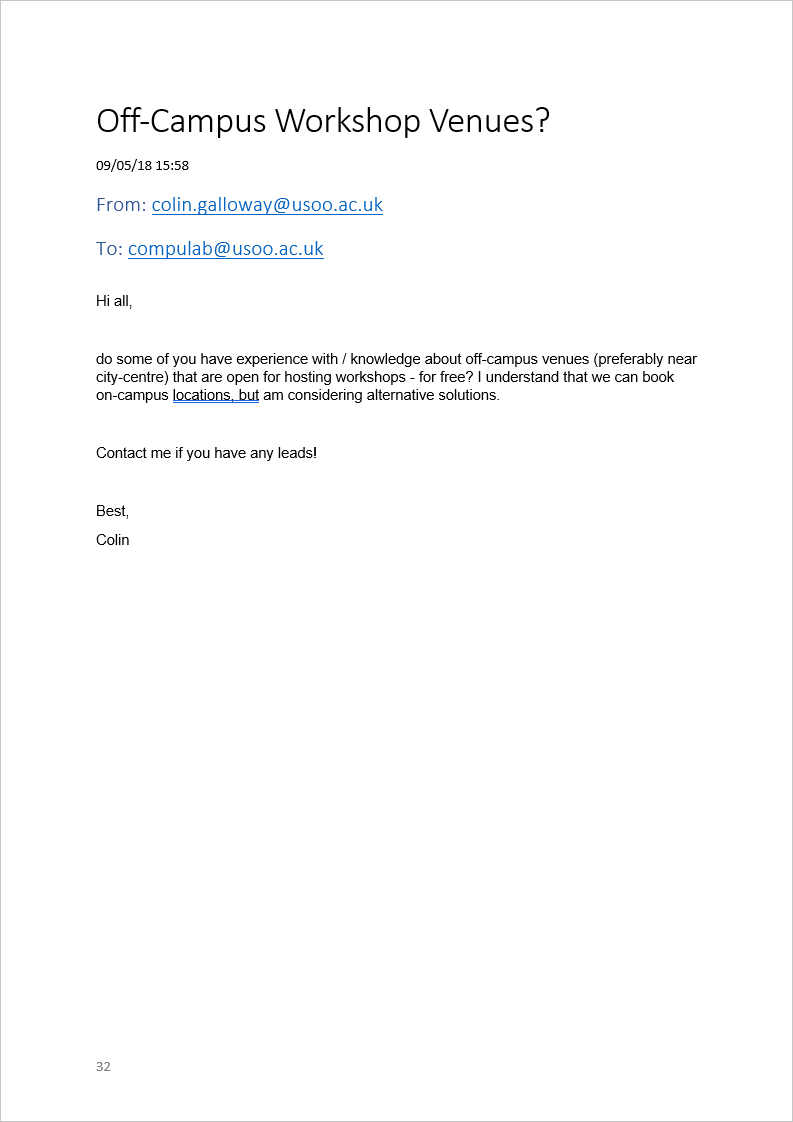 Off-Campus Workshop Venues?
09/05/18 15:58
From: colin.galloway@usoo.ac.uk
To: compulab@usoo.ac.uk
Hi all,
do some of you have experience with / knowledge about off-campus venues (preferably near
city-centre) that are open for hosting workshops - for free? I understand that we can book
on-campus locations, but am considering alternative solutions.
Contact me if you have any leads!
Best,
Colin
32